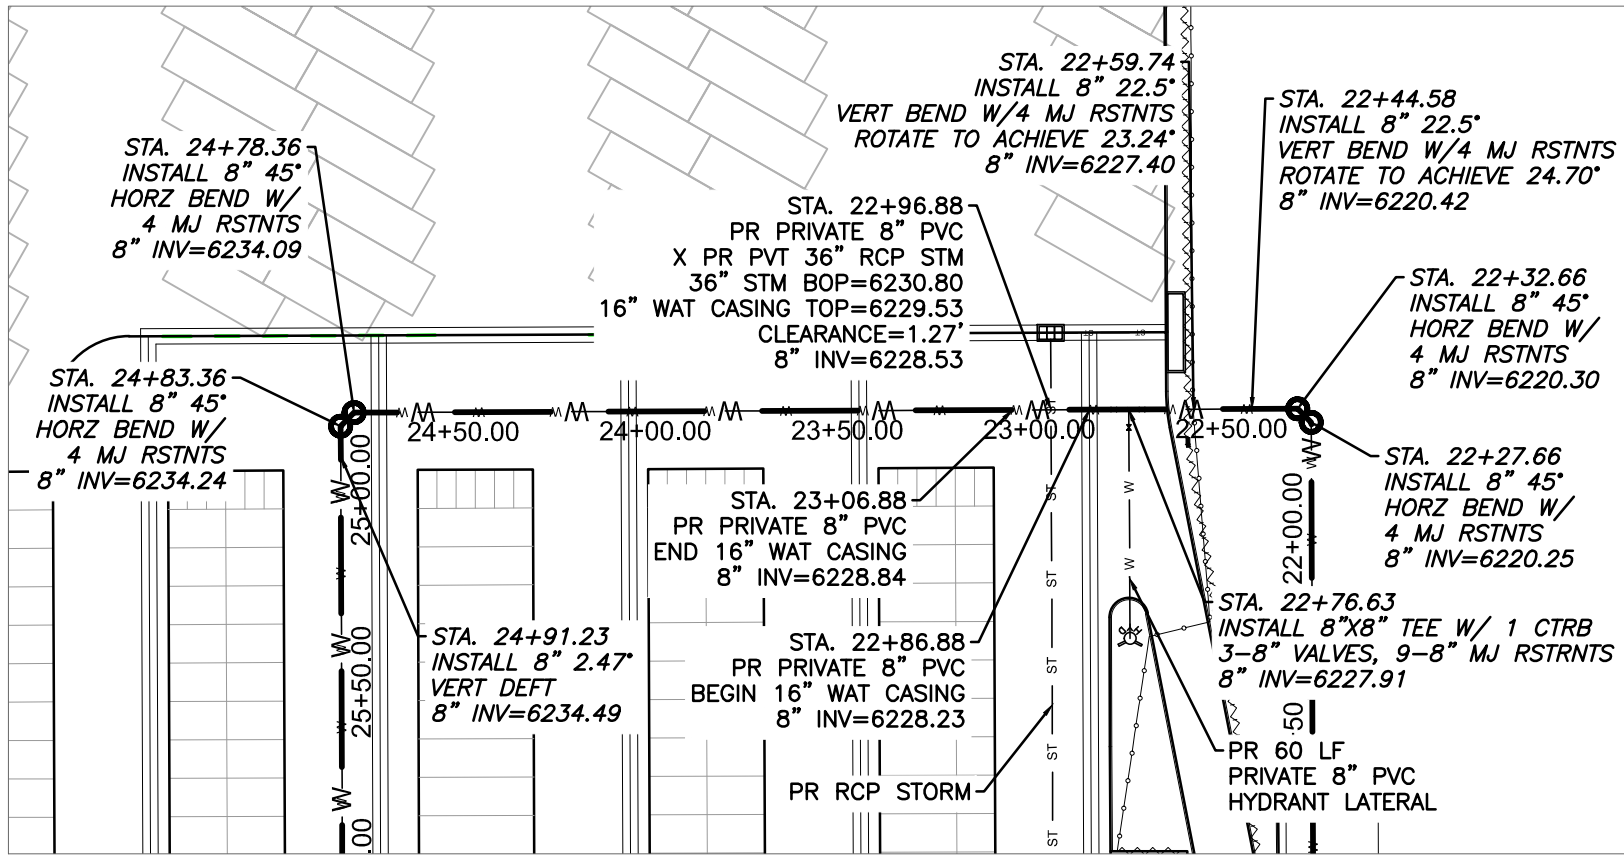 STA. 22+59.74
INSTALL 8" 22.5°
VERT BEND W/4 MJ RSTNTS
ROTATE TO ACHIEVE 23.24°
8" INV=6227.40
STA. 22+44.58
INSTALL 8" 22.5°
VERT BEND W/4 MJ RSTNTS
ROTATE TO ACHIEVE 24.70°
8" INV=6220.42
STA. 24+78.36
INSTALL 8" 45°
HORZ BEND W/
4 MJ RSTNTS
8" INV=6234.09
STA. 22+96.88
PR PRIVATE 8" PVC
X PR PVT 36" RCP STM
36" STM BOP=6230.80
16" WAT CASING TOP=6229.53
CLEARANCE=1.27'
8" INV=6228.53
STA. 22+32.66
INSTALL 8" 45°
HORZ BEND W/
4 MJ RSTNTS
8" INV=6220.30
STA. 24+83.36
INSTALL 8" 45°
HORZ BEND W/
4 MJ RSTNTS
8" INV=6234.24
24+50.00
24+00.00
23+50.00
23+00.00
22+50.00
STA. 22+27.66
INSTALL 8" 45°
HORZ BEND W/
4 MJ RSTNTS
8" INV=6220.25
25+00.00
22+00.00
STA. 23+06.88
PR PRIVATE 8" PVC
END 16" WAT CASING
8" INV=6228.84
STA. 22+76.63
INSTALL 8"X8" TEE W/ 1 CTRB
3-8" VALVES, 9-8" MJ RSTRNTS
8" INV=6227.91
STA. 24+91.23
INSTALL 8" 2.47°
VERT DEFT
8" INV=6234.49
25+50.00
STA. 22+86.88
PR PRIVATE 8" PVC
BEGIN 16" WAT CASING
8" INV=6228.23
PR 60 LF
PRIVATE 8" PVC
HYDRANT LATERAL
PR RCP STORM
W
W
W
W
W
W
W
W
ST
ST
ST
ST
ST
ST
ST
ST
.50
.00